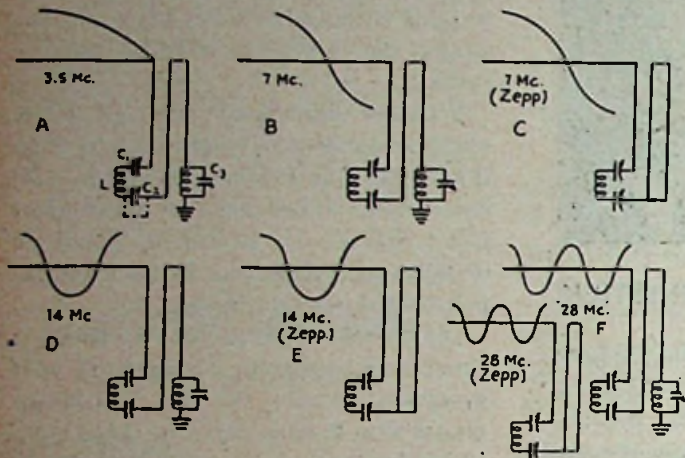 3.5 Mc.
A
C₁
L
C₂
C₃
7 Mc.
B
7 Mc.
(Zepp)
C
14 Mc
D
14 Mc.
(Zepp.)
E
28 Mc.
F
28 Mc.
(Zepp)